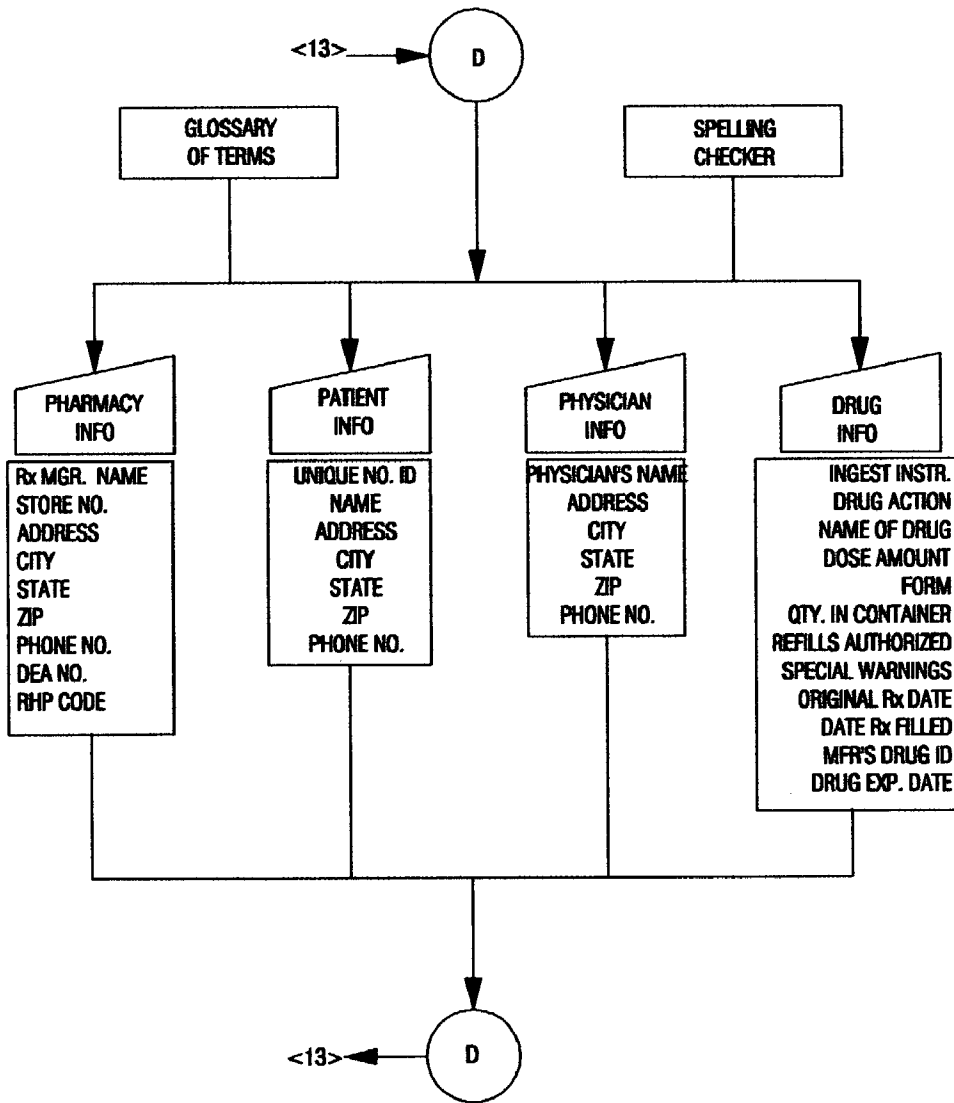 <13>
D
GLOSSARY
OF TERMS
SPELLING
CHECKER
PHARMACY
INFO
Rx MGR. NAME
STORE NO.
ADDRESS
CITY
STATE
ZIP
PHONE NO.
DEA NO.
RHP CODE
PATIENT
INFO
UNIQUE NO. ID
NAME
ADDRESS
CITY
STATE
ZIP
PHONE NO.
PHYSICIAN
INFO
PHYSICIAN'S NAME
ADDRESS
CITY
STATE
ZIP
PHONE NO.
DRUG
INFO
INGEST INSTR.
DRUG ACTION
NAME OF DRUG
DOSE AMOUNT
FORM
QTY. IN CONTAINER
REFILLS AUTHORIZED
SPECIAL WARNINGS
ORIGINAL Rx DATE
DATE Rx FILLED
MFR'S DRUG ID
DRUG EXP. DATE
<13>
D